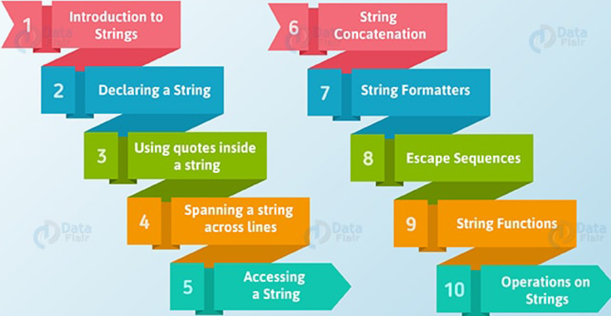 1
Introduction to
Strings
2
Declaring a String
3
Using quotes inside
a string
4
Spanning a string
across lines
5
Accessing
a String
6
String
Concatenation
7
String Formatters
8
Escape Sequences
9
String Functions
10
Operations on
Strings
Data
Flair
Data
Flair
Data
Flair
Data
Flair
Data
Flair
Data
Flair